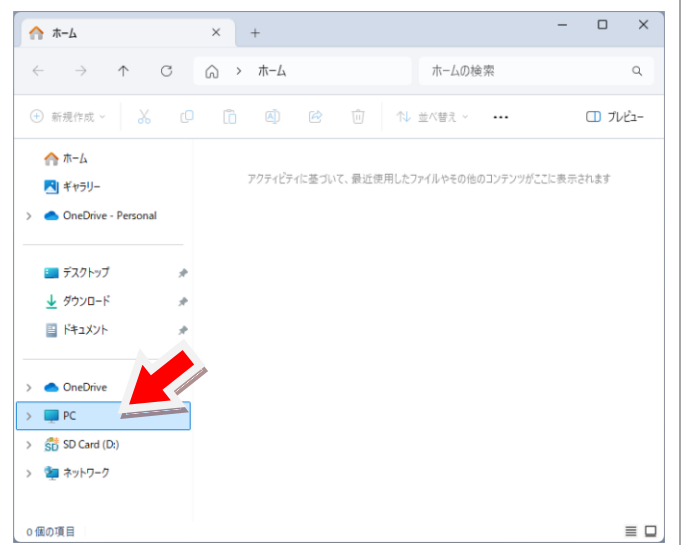 ホーム
ホーム
ホームの検索
新規作成
並べ替え
プレビュー
ホーム
ギャラリー
OneDrive - Personal
アクティビティに基づいて、最近使用したファイルやその他のコンテンツがここに表示されます
デスクトップ
ダウンロード
ドキュメント
OneDrive
PC
SD Card (D:)
ネットワーク
0 個の項目